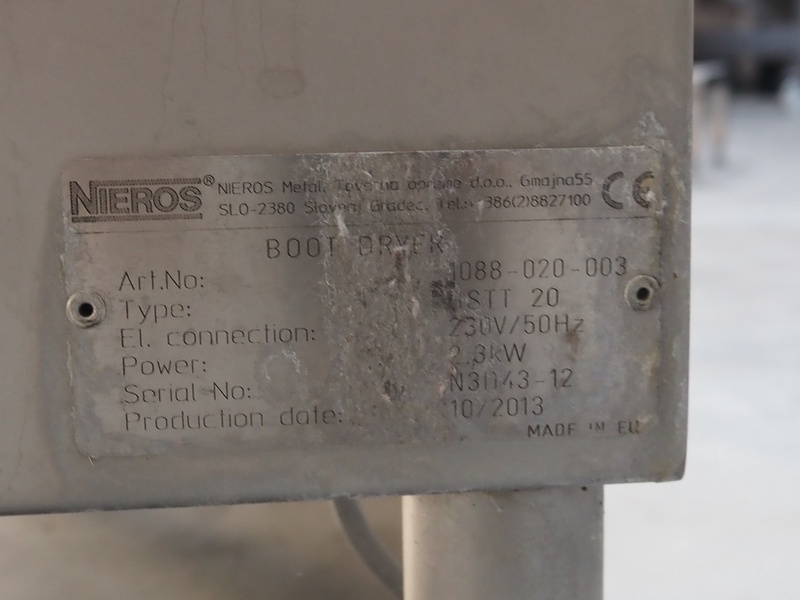 NIEROS®
NIEROS Metal, Tovarna opreme d.o.o., Gmajna55
SLO-2380 Slovenj Gradec, Tel.: 386(2)8827100
CE
BOOT DRYER
Art.No: 1088-020-003
Type: STT 20
El. connection: 230V/50Hz
Power: 2.3kW
Serial No: N3043-12
Production date: 10/2013
MADE IN EU